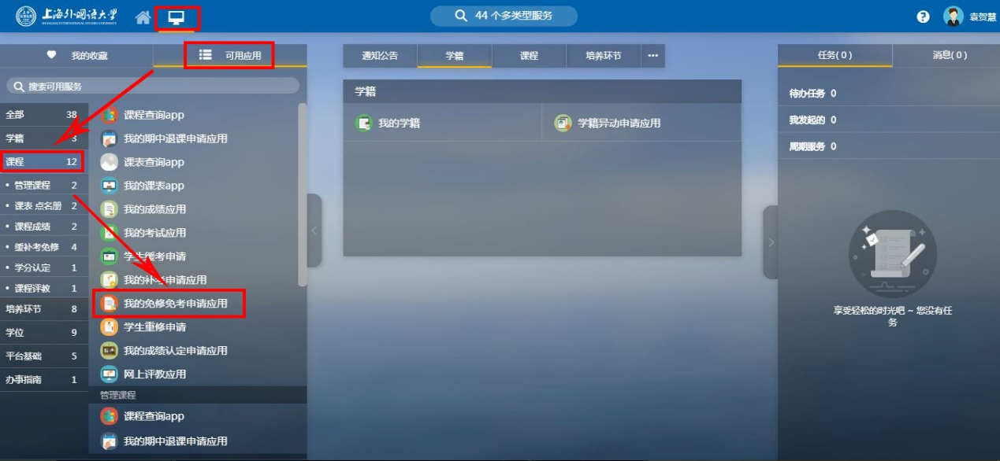 上海外国语大学
SHANGHAI INTERNATIONAL STUDIES UNIVERSITY
44 个多类型服务
袁贺慧
我的收藏
可用应用
搜索可用服务
全部 38
学籍 3
课程 12
• 管理课程 2
• 课表 点名册 2
• 课程成绩 2
• 缓补考免修 4
• 学分认定 1
• 课程评教 1
培养环节 8
学位 9
平台基础 5
办事指南 1
课程查询app
我的期中退课申请应用
课表查询app
我的课表app
我的成绩应用
我的考试应用
学生缓考申请
我的补考申请应用
我的免修免考申请应用
学生重修申请
我的成绩认定申请应用
网上评教应用
管理课程
课程查询app
我的期中退课申请应用
通知公告 学籍 课程 培养环节 •••
学籍
我的学籍
学籍异动申请应用
任务( 0 ) 消息( 0 )
待办任务 0
我发起的 0
周期服务 0
享受轻松的时光吧 ~ 您没有任
务